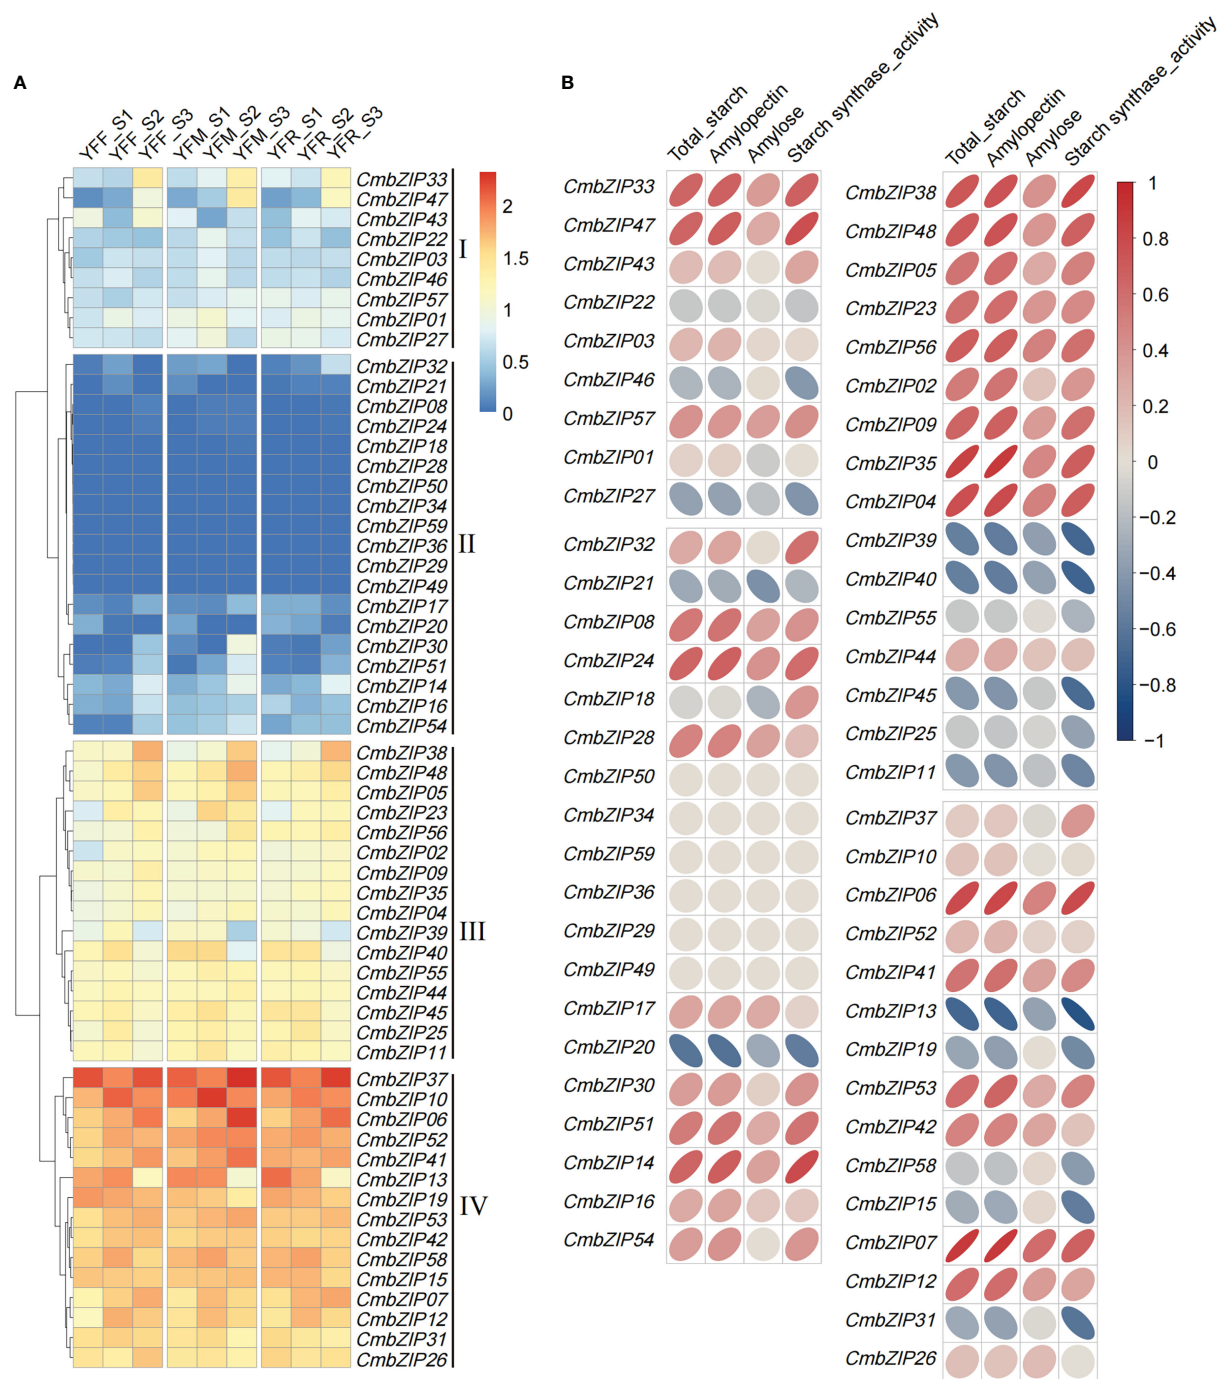 A
YFF_S1
YFF_S2
YFF_S3
YFM_S1
YFM_S2
YFM_S3
YFR_S1
YFR_S2
YFR_S3
CmbZIP33
CmbZIP47
CmbZIP43
CmbZIP22
CmbZIP03
CmbZIP46
CmbZIP57
CmbZIP01
CmbZIP27
I
CmbZIP32
CmbZIP21
CmbZIP08
CmbZIP24
CmbZIP18
CmbZIP28
CmbZIP50
CmbZIP34
CmbZIP59
CmbZIP36
CmbZIP29
CmbZIP49
CmbZIP17
CmbZIP20
CmbZIP30
CmbZIP51
CmbZIP14
CmbZIP16
CmbZIP54
II
CmbZIP38
CmbZIP48
CmbZIP05
CmbZIP23
CmbZIP56
CmbZIP02
CmbZIP09
CmbZIP35
CmbZIP04
CmbZIP39
CmbZIP40
CmbZIP55
CmbZIP44
CmbZIP45
CmbZIP25
CmbZIP11
III
CmbZIP37
CmbZIP10
CmbZIP06
CmbZIP52
CmbZIP41
CmbZIP13
CmbZIP19
CmbZIP53
CmbZIP42
CmbZIP58
CmbZIP15
CmbZIP07
CmbZIP12
CmbZIP31
CmbZIP26
IV
2
1.5
1
0.5
0
B
Total_starch
Amylopectin
Amylose
Starch synthase_activity
CmbZIP33
CmbZIP47
CmbZIP43
CmbZIP22
CmbZIP03
CmbZIP46
CmbZIP57
CmbZIP01
CmbZIP27
CmbZIP32
CmbZIP21
CmbZIP08
CmbZIP24
CmbZIP18
CmbZIP28
CmbZIP50
CmbZIP34
CmbZIP59
CmbZIP36
CmbZIP29
CmbZIP49
CmbZIP17
CmbZIP20
CmbZIP30
CmbZIP51
CmbZIP14
CmbZIP16
CmbZIP54
Total_starch
Amylopectin
Amylose
Starch synthase_activity
CmbZIP38
CmbZIP48
CmbZIP05
CmbZIP23
CmbZIP56
CmbZIP02
CmbZIP09
CmbZIP35
CmbZIP04
CmbZIP39
CmbZIP40
CmbZIP55
CmbZIP44
CmbZIP45
CmbZIP25
CmbZIP11
CmbZIP37
CmbZIP10
CmbZIP06
CmbZIP52
CmbZIP41
CmbZIP13
CmbZIP19
CmbZIP53
CmbZIP42
CmbZIP58
CmbZIP15
CmbZIP07
CmbZIP12
CmbZIP31
CmbZIP26
1
0.8
0.6
0.4
0.2
0
−0.2
−0.4
−0.6
−0.8
−1